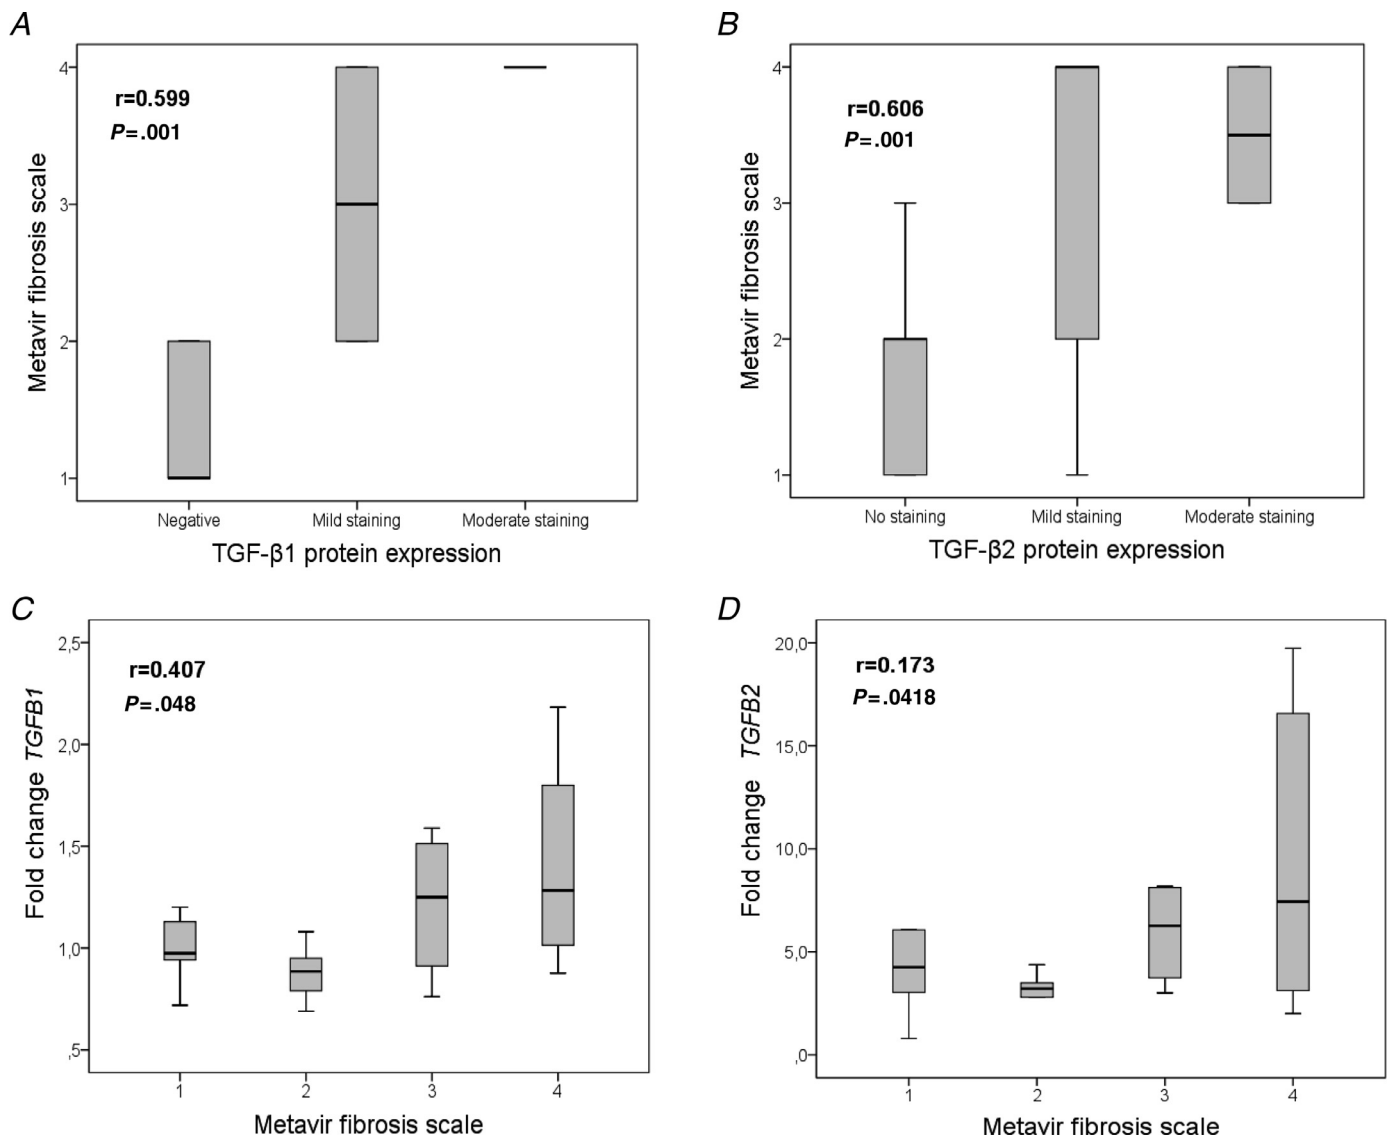 A
Metavir fibrosis scale
4
3
2
1
r=0.599
P=.001
Negative
Mild staining
Moderate staining
TGF-β1 protein expression
B
Metavir fibrosis scale
4
3
2
1
r=0.606
P=.001
No staining
Mild staining
Moderate staining
TGF-β2 protein expression
C
Fold change TGFB1
2,5
2,0
1,5
1,0
,5
r=0.407
P=.048
1
2
3
4
Metavir fibrosis scale
D
Fold change TGFB2
20,0
15,0
10,0
5,0
,0
r=0.173
P=.0418
1
2
3
4
Metavir fibrosis scale